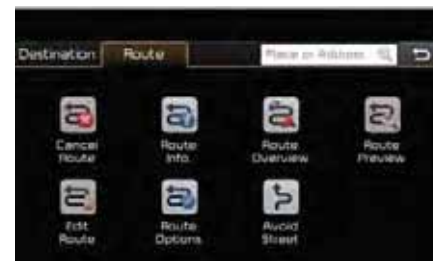 Destination
Route
Place or Address
Cancel Route
Route Info.
Route Overview
Route Preview
Edit Route
Route Options
Avoid Street